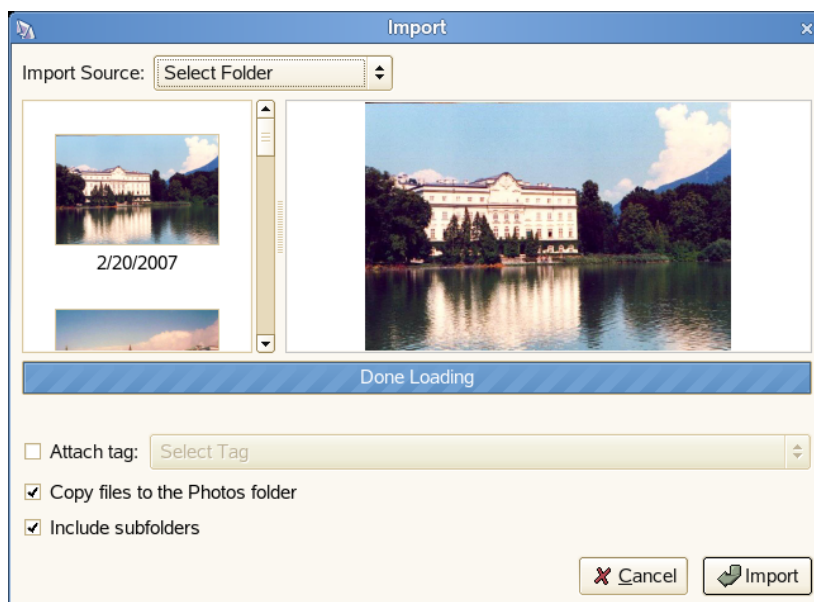 Import
Import Source: Select Folder
2/20/2007
Done Loading
Attach tag: Select Tag
Copy files to the Photos folder
Include subfolders
Cancel Import